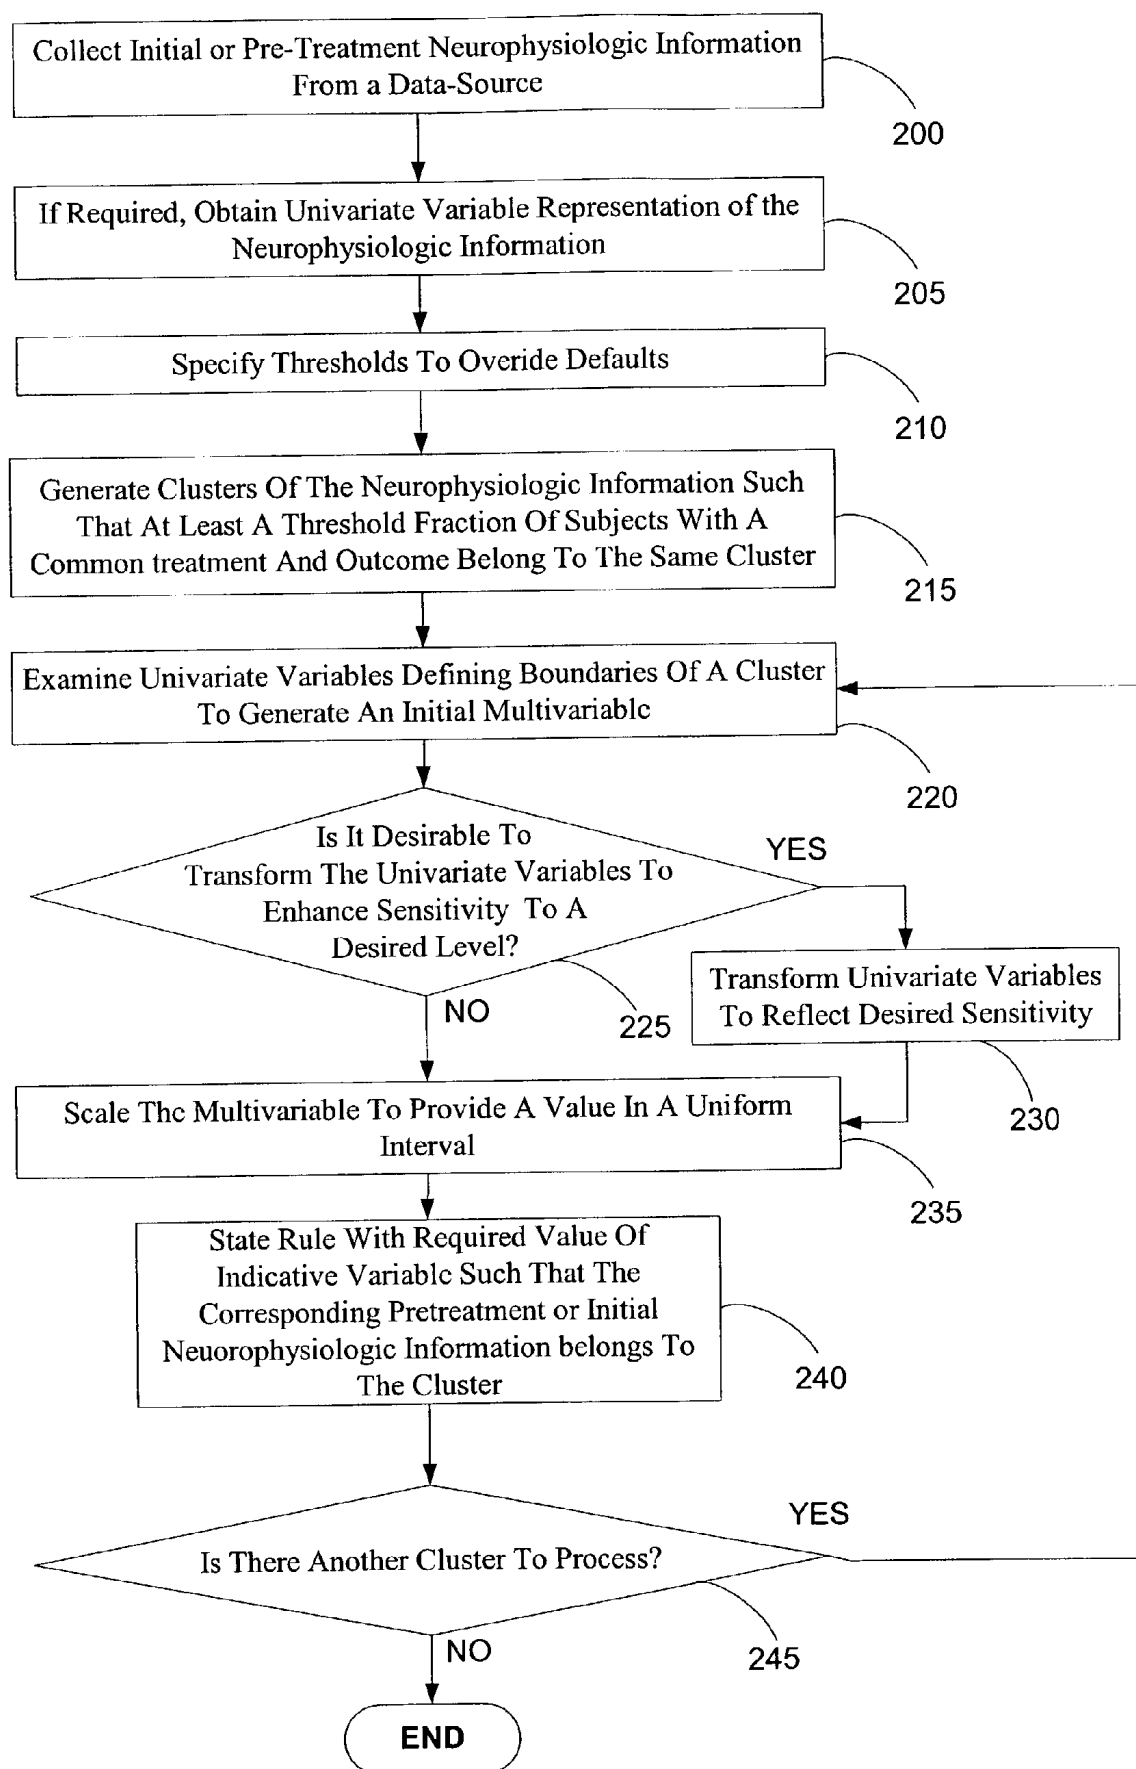 Collect Initial or Pre-Treatment Neurophysiologic Information
From a Data-Source
200
If Required, Obtain Univariate Variable Representation of the
Neurophysiologic Information
205
Specify Thresholds To Overide Defaults
210
Generate Clusters Of The Neurophysiologic Information Such
That At Least A Threshold Fraction Of Subjects With A
Common treatment And Outcome Belong To The Same Cluster
215
Examine Univariate Variables Defining Boundaries Of A Cluster
To Generate An Initial Multivariable
220
Is It Desirable To
Transform The Univariate Variables To
Enhance Sensitivity To A
Desired Level?
YES
NO
225
Transform Univariate Variables
To Reflect Desired Sensitivity
230
Scale The Multivariable To Provide A Value In A Uniform
Interval
235
State Rule With Required Value Of
Indicative Variable Such That The
Corresponding Pretreatment or Initial
Neuorophysiologic Information belongs To
The Cluster
240
Is There Another Cluster To Process?
YES
NO
245
END